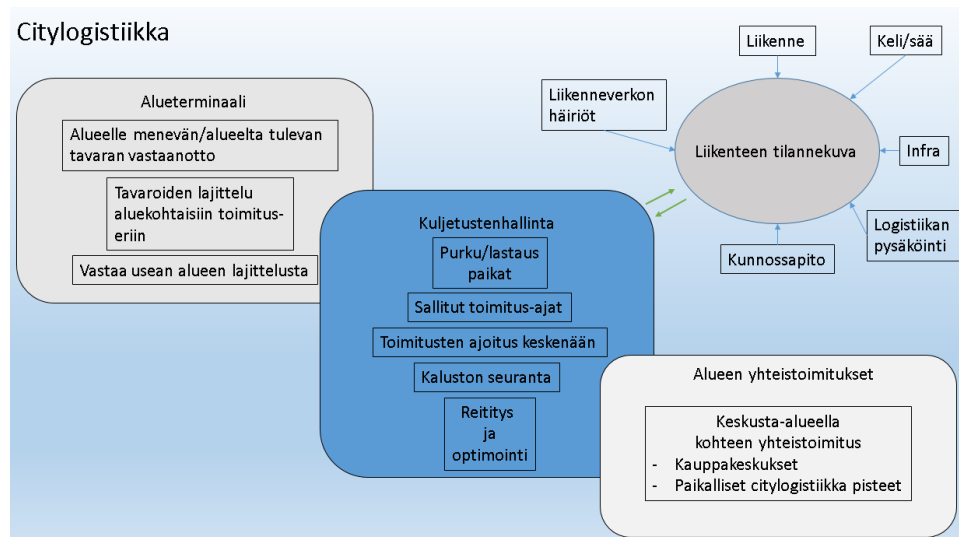 Citylogistiikka
Alueterminaali
Alueelle menevän/alueelta tulevan
tavaran vastaanotto
Tavaroiden lajittelu
aluekohtaisiin toimitus-
eriin
Vastaa usean alueen lajittelusta
Kuljetustenhallinta
Purku/lastaus
paikat
Sallitut toimitus-ajat
Toimitusten ajoitus keskenään
Kaluston seuranta
Reititys
ja
optimointi
Liikenne
Keli/sää
Liikenneverkon
häiriöt
Liikenteen tilannekuva
Infra
Logistiikan
pysäköinti
Kunnossapito
Alueen yhteistoimitukset
Keskusta-alueella
kohteen yhteistoimitus
- Kauppakeskukset
- Paikalliset citylogistiikka pisteet